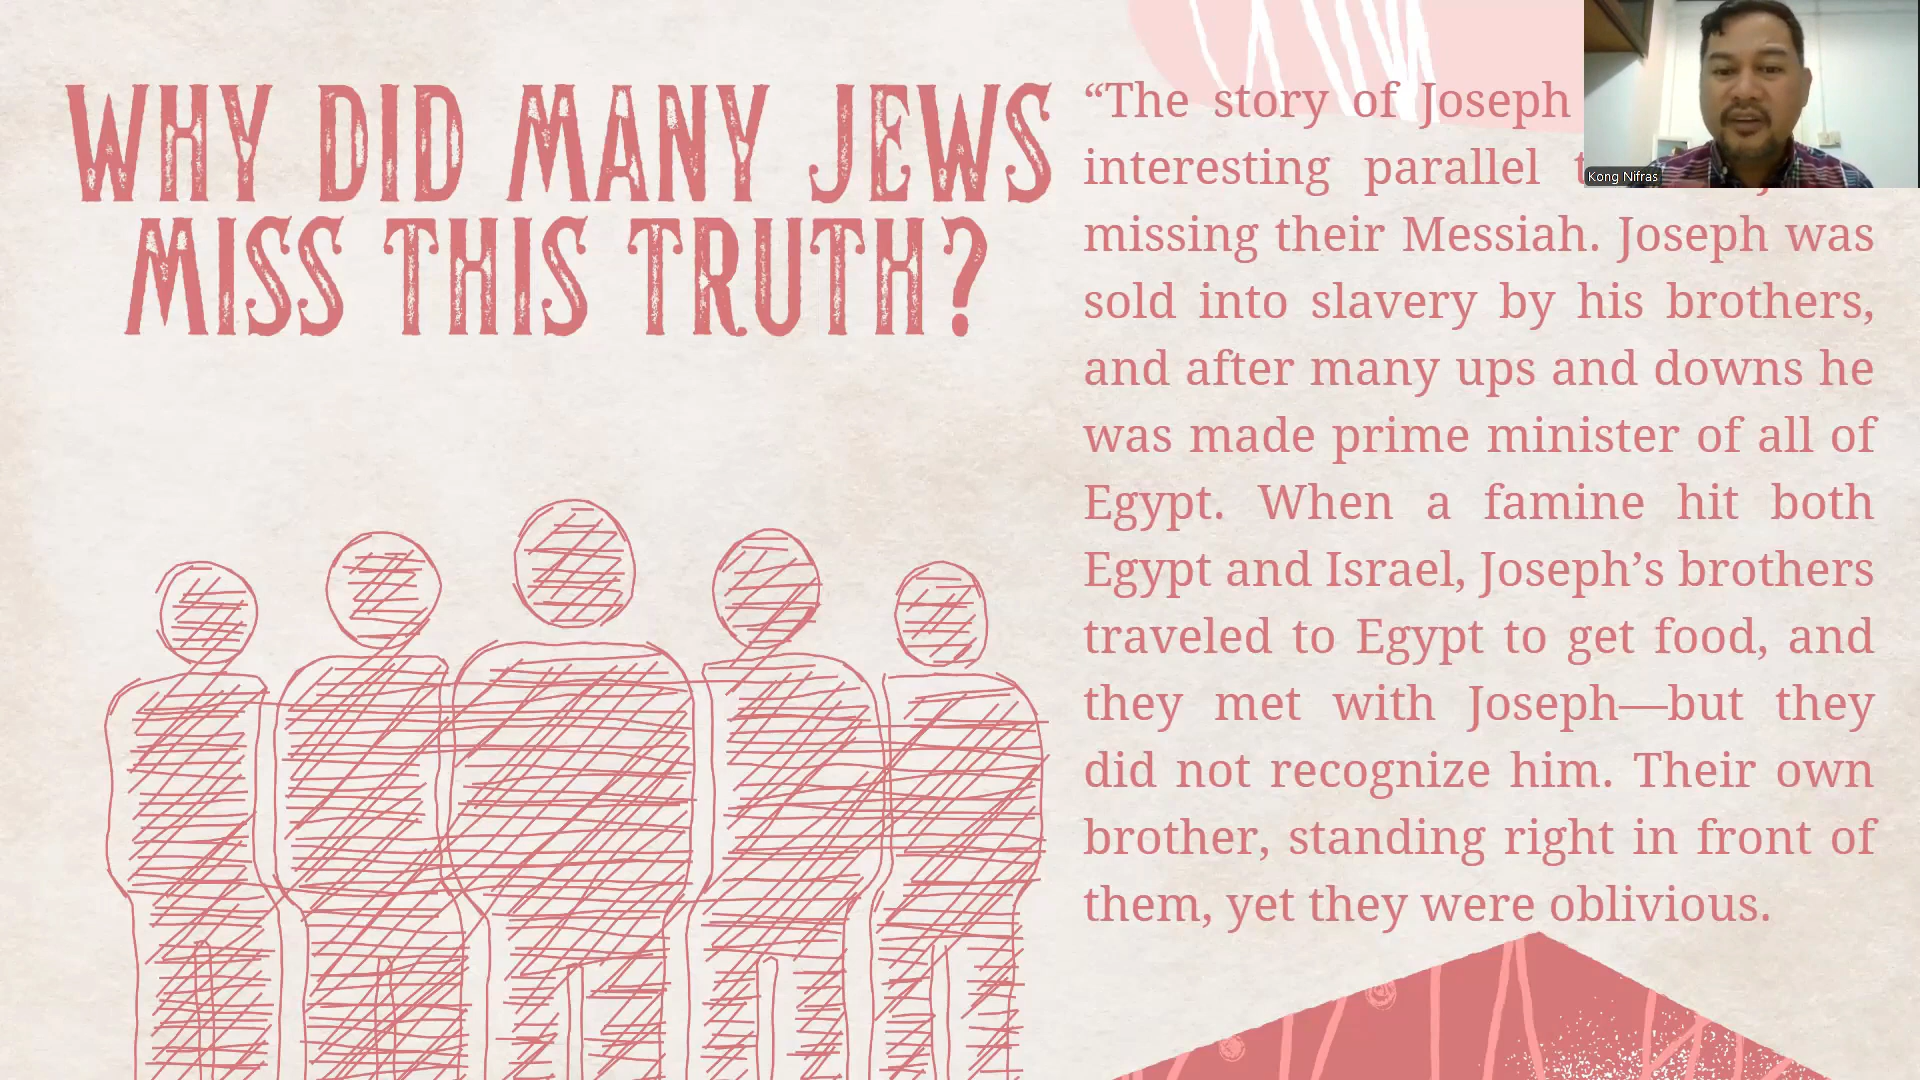 WHY DID MANY JEWS
MISS THIS TRUTH?
“The story of Joseph
interesting parallel
missing their Messiah. Joseph was
sold into slavery by his brothers,
and after many ups and downs he
was made prime minister of all of
Egypt. When a famine hit both
Egypt and Israel, Joseph’s brothers
traveled to Egypt to get food, and
they met with Joseph—but they
did not recognize him. Their own
brother, standing right in front of
them, yet they were oblivious.
Kong Nifras